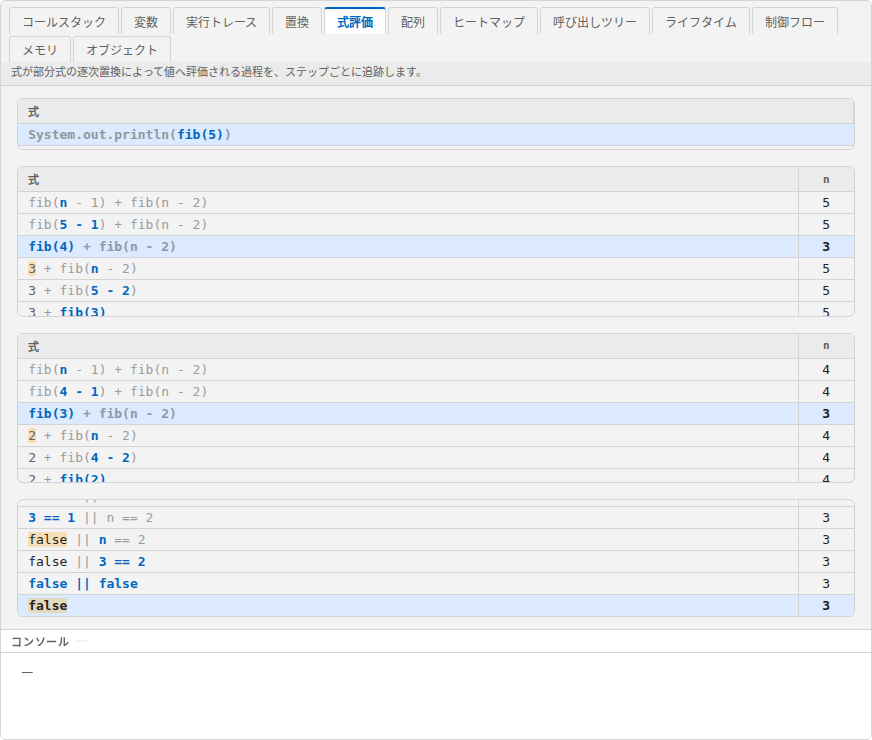 コールスタック 変数 実行トレース 置換 式評価 配列 ヒートマップ 呼び出しツリー ライフタイム 制御フロー
メモリ オブジェクト
式が部分式の逐次置換によって値へ評価される過程を、ステップごとに追跡します。
式
System.out.println(fib(5))
式 n
fib(n - 1) + fib(n - 2) 5
fib(5 - 1) + fib(n - 2) 5
fib(4) + fib(n - 2) 3
3 + fib(n - 2) 5
3 + fib(5 - 2) 5
3 + fib(3) 5
式 n
fib(n - 1) + fib(n - 2) 4
fib(4 - 1) + fib(n - 2) 4
fib(3) + fib(n - 2) 3
2 + fib(n - 2) 4
2 + fib(4 - 2) 4
2 + fib(2) 4
3 == 1 || n == 2 3
false || n == 2 3
false || 3 == 2 3
false || false 3
false 3
コンソール —
—